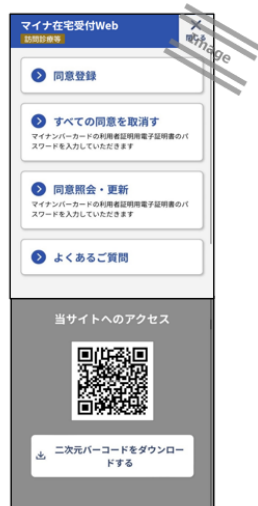 マイナ在宅受付Web
訪問診療等
Image
同意登録
すべての同意を取消す
マイナンバーカードの利用者証明用電子証明書のパ
スワードを入力していただきます
同意照会・更新
マイナンバーカードの利用者証明用電子証明書のパ
スワードを入力していただきます
よくあるご質問
当サイトへのアクセス
二次元バーコードをダウンロー
ドする